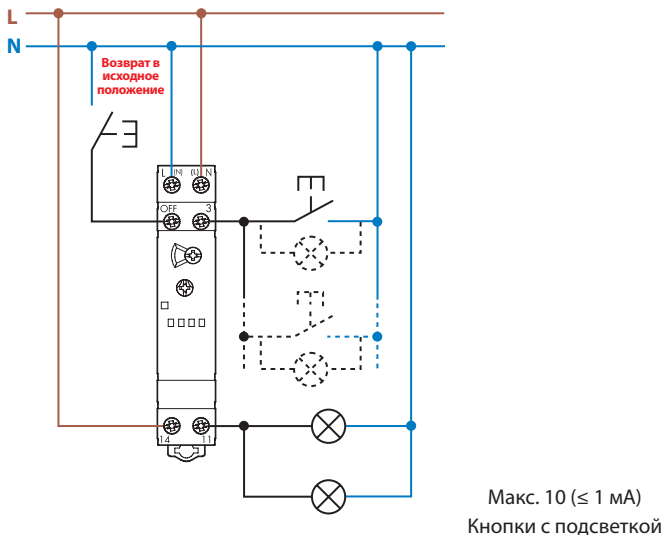 L
N
Возврат в
исходное
положение
L (N) (L) N
OFF 3
14 11
Макс. 10 (≤ 1 мА)
Кнопки с подсветкой